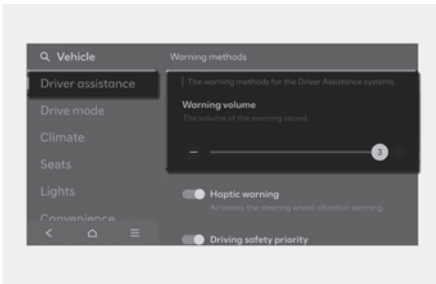 Vehicle
Warning methods
Driver assistance
The warning methods for the Driver Assistance systems.
Drive mode
Warning volume
The volume of the warning sound.
Climate
3
Seats
Lights
Haptic warning
Activates the steering wheel vibration warning.
Convenience
Driving safety priority